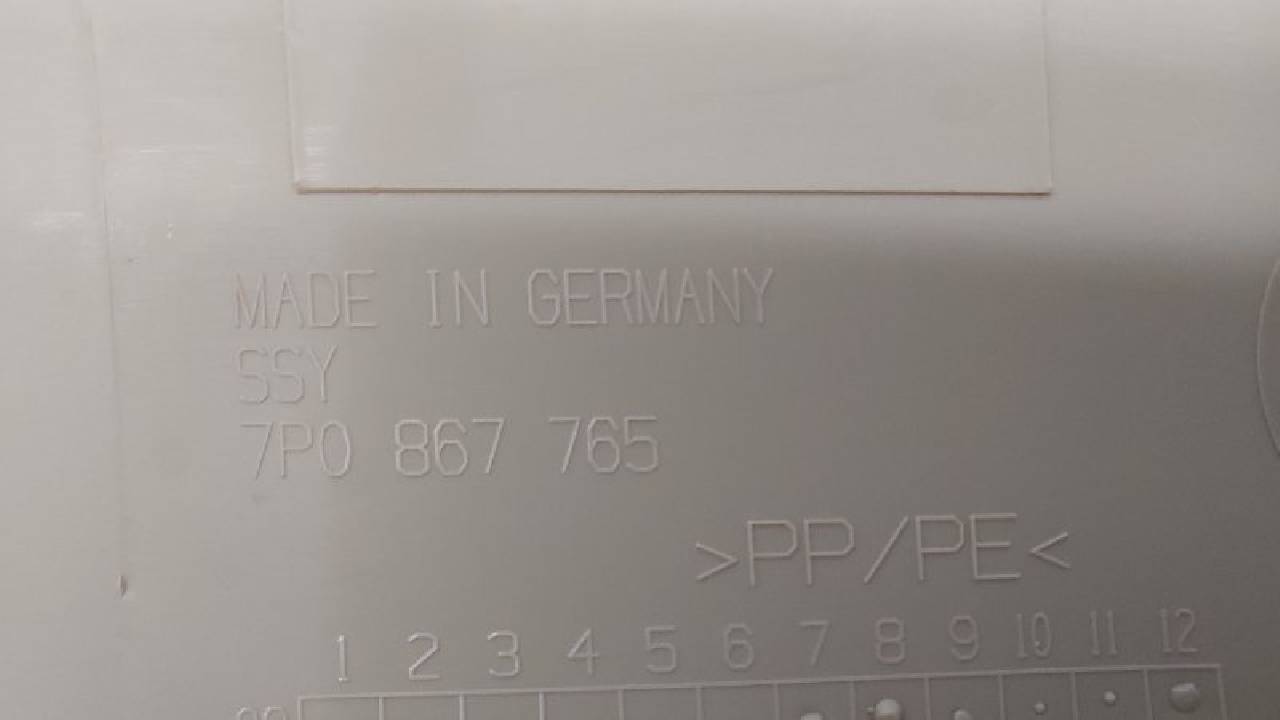 MADE IN GERMANY
SSY
7P0 867 765
>PP/PE<
1 2 3 4 5 6 7 8 9 10 11 12